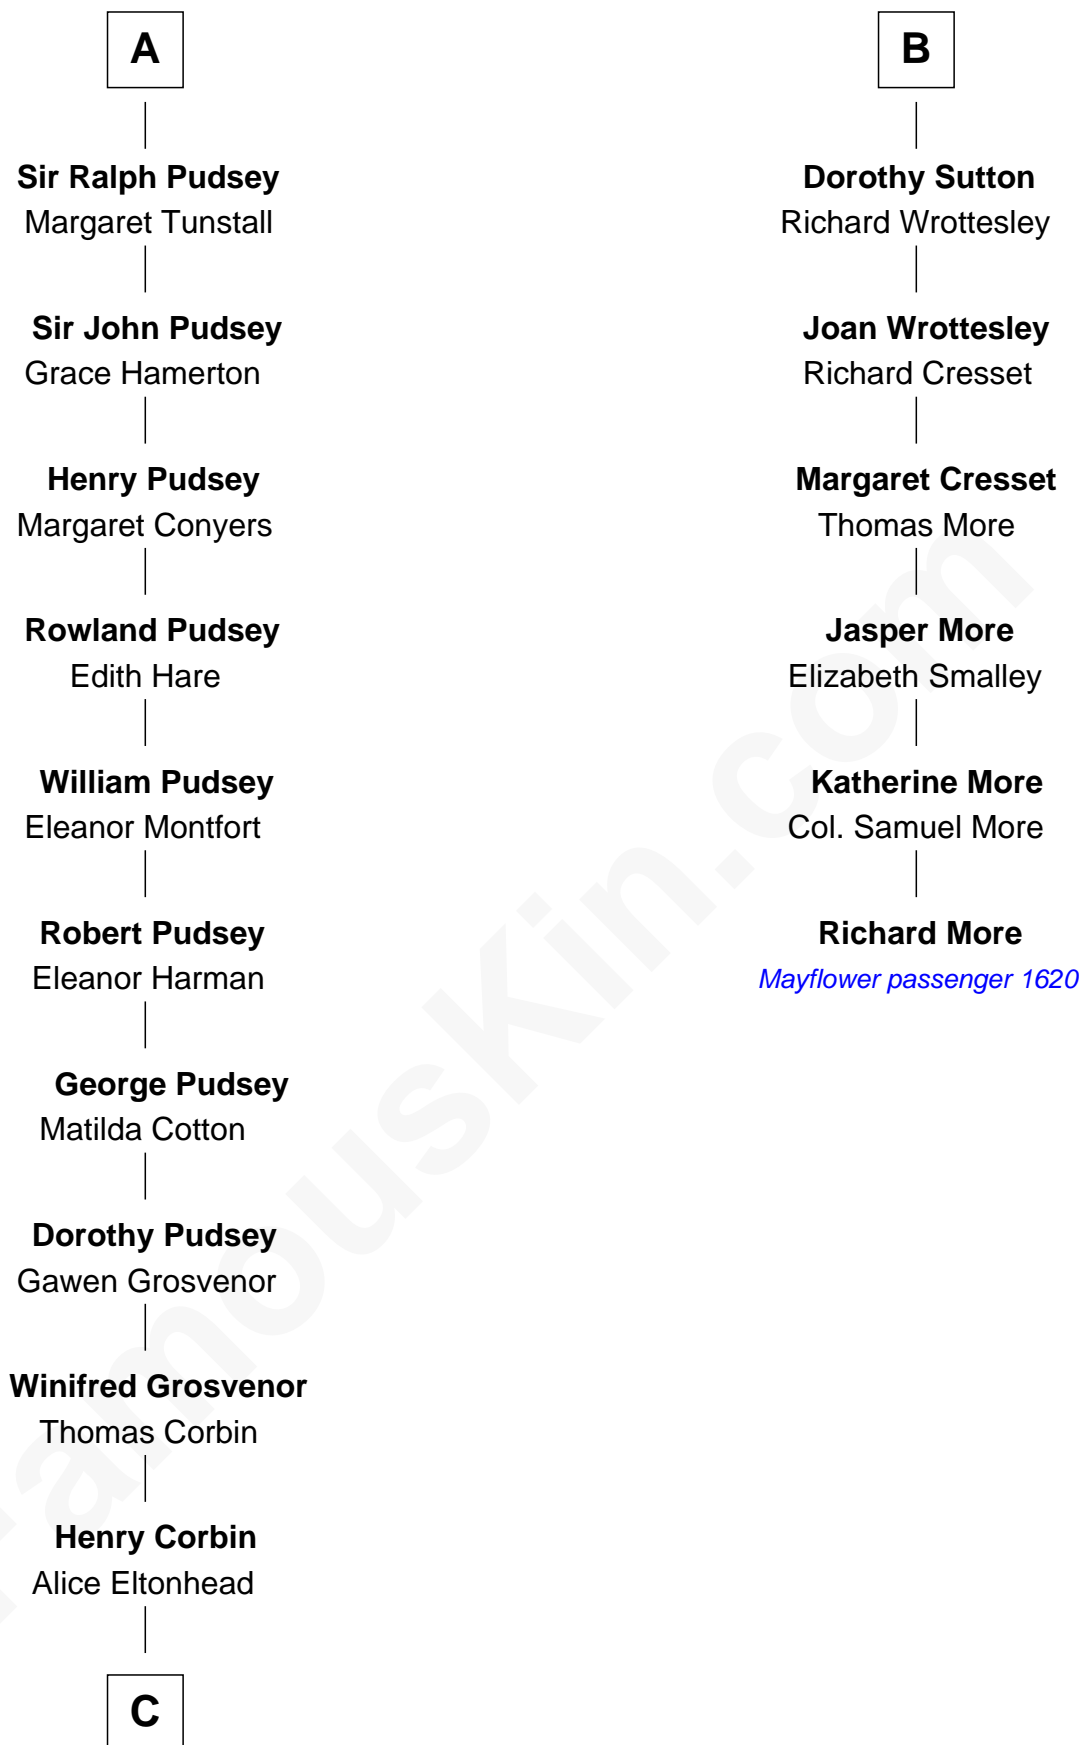 A
Sir Ralph Pudsey
Margaret Tunstall
Sir John Pudsey
Grace Hamerton
Henry Pudsey
Margaret Conyers
Rowland Pudsey
Edith Hare
William Pudsey
Eleanor Montfort
Robert Pudsey
Eleanor Harman
George Pudsey
Matilda Cotton
Dorothy Pudsey
Gawen Grosvenor
Winifred Grosvenor
Thomas Corbin
Henry Corbin
Alice Eltonhead
C
B
Dorothy Sutton
Richard Wrottesley
Joan Wrottesley
Richard Cresset
Margaret Cresset
Thomas More
Jasper More
Elizabeth Smalley
Katherine More
Col. Samuel More
Richard More
Mayflower passenger 1620
FamousKin.com